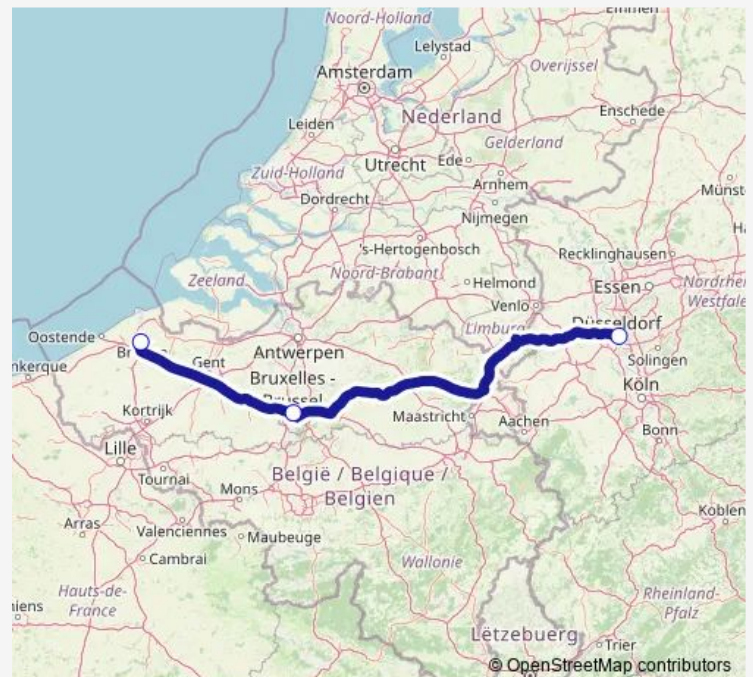 Noord-Holland
Lelystad
Amsterdam
Overijssel
Nederland
Enschede
Leiden
Gelderland
Utrecht
Ede
Zuid-Holland
Arnhem
Münst
Dordrecht
Nijmegen
's-Hertogenbosch
Recklinghausen
Zeeland
Noord-Brabant
Helmond
Essen
Nordrhei
Westfale
Venlo
Limburg
Düsseldorf
Oostende
Gent
Antwerpen
Solingen
nkerque
Bruxelles -
Brussel
Köln
Kortrijk
Maastricht
Aachen
Bonn
Lille
Tournai
België / Belgique /
Belgien
Mons
Koblen
Arras
Valenciennes
Maubeuge
Cambrai
Wallonie
Hauts-de-
France
Rheinland-
Pfalz
iens
Lëtzebuerg
Trier
© OpenStreetMap contributors